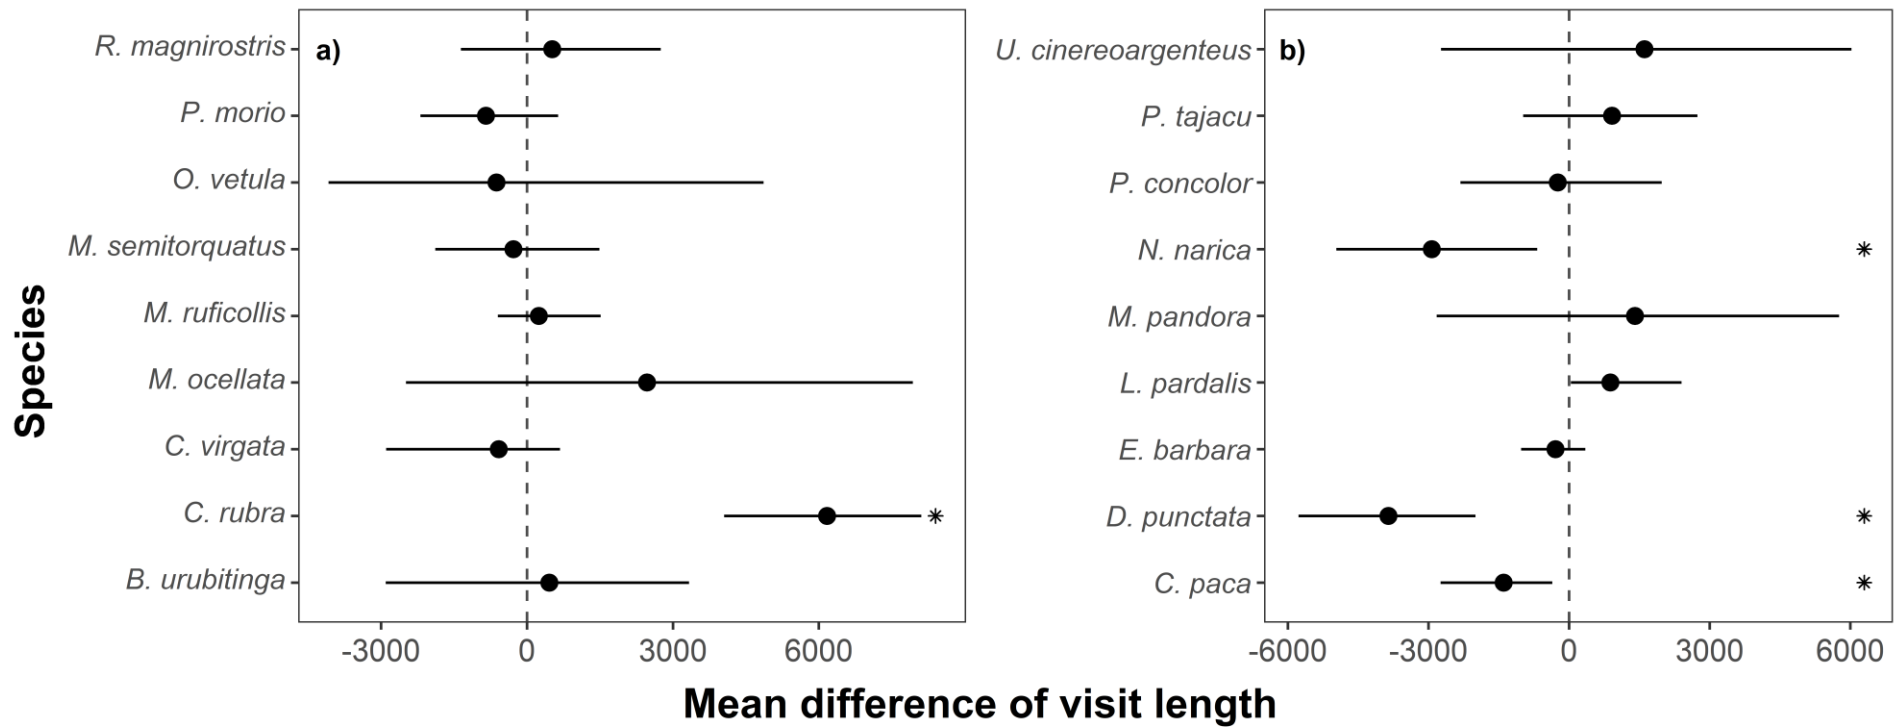 Species
a)
R. magnirostris
P. morio
O. vetula
M. semitorquatus
M. ruficollis
M. ocellata
C. virgata
C. rubra
*
B. urubitinga
-3000 0 3000 6000
b)
U. cinereoargenteus
P. tajacu
P. concolor
N. narica
*
M. pandora
L. pardalis
E. barbara
D. punctata
*
C. paca
*
-6000 -3000 0 3000 6000
Mean difference of visit length